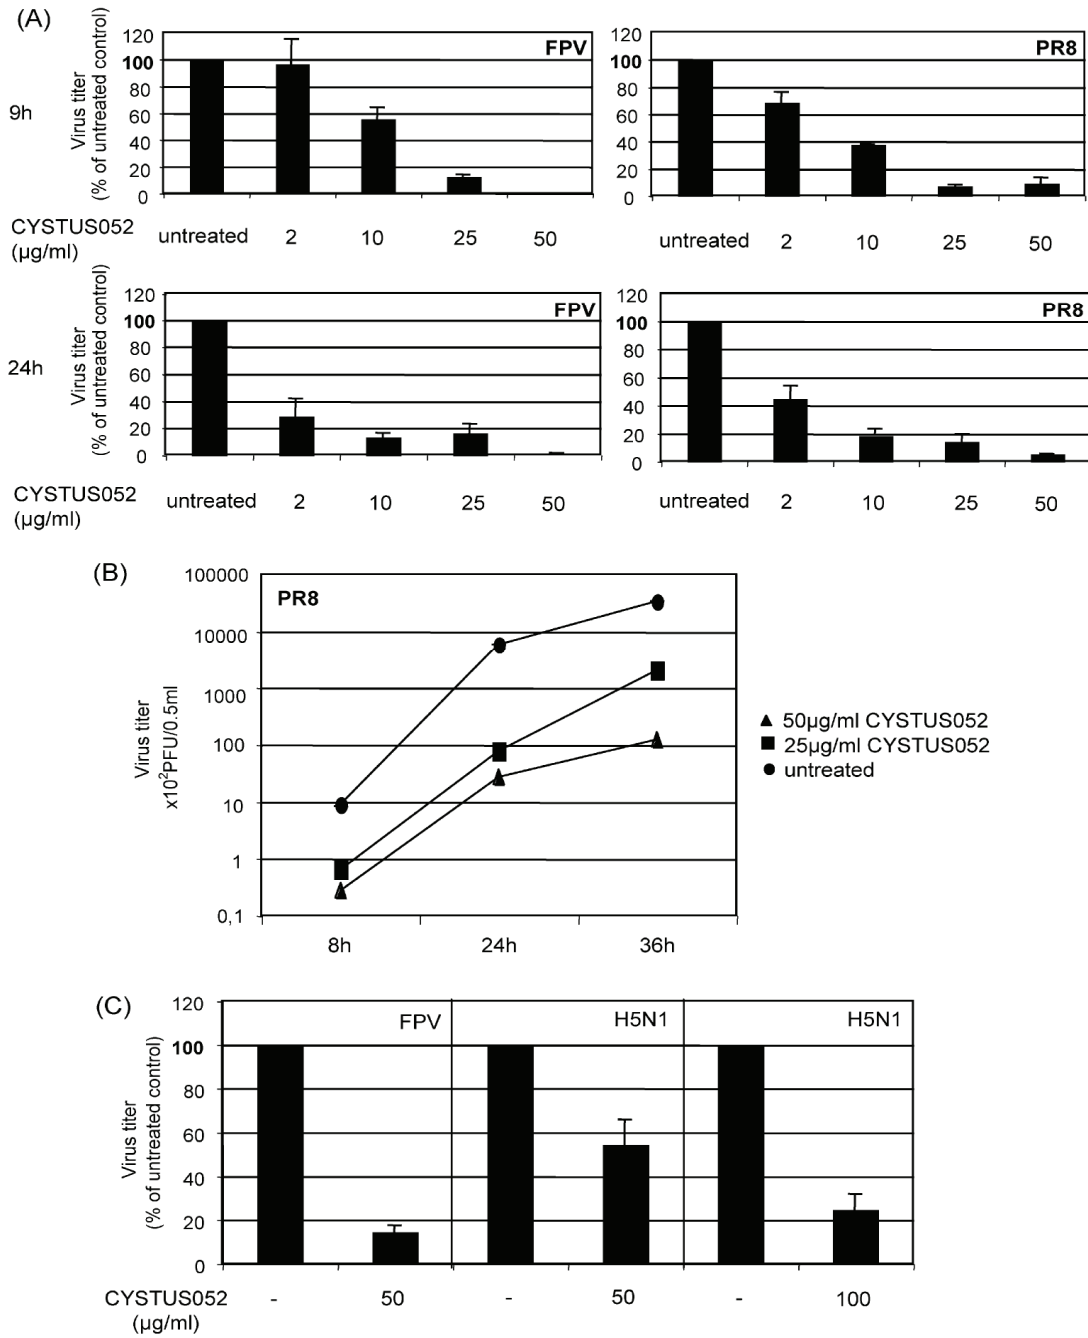 (A)
9h
Virus titer
(% of untreated control)
120
100
80
60
40
20
0
FPV
120
100
80
60
40
20
0
PR8
CYSTUS052
(µg/ml)
untreated 2 10 25 50
untreated 2 10 25 50
24h
Virus titer
(% of untreated control)
120
100
80
60
40
20
0
FPV
120
100
80
60
40
20
0
PR8
CYSTUS052
(µg/ml)
untreated 2 10 25 50
untreated 2 10 25 50
(B)
Virus titer
x10²PFU/0.5ml
100000
10000
1000
100
10
1
0,1
PR8
8h 24h 36h
50µg/ml CYSTUS052
25µg/ml CYSTUS052
untreated
(C)
Virus titer
(% of untreated control)
120
100
80
60
40
20
0
FPV H5N1 H5N1
CYSTUS052
(µg/ml)
- 50 - 50 - 100